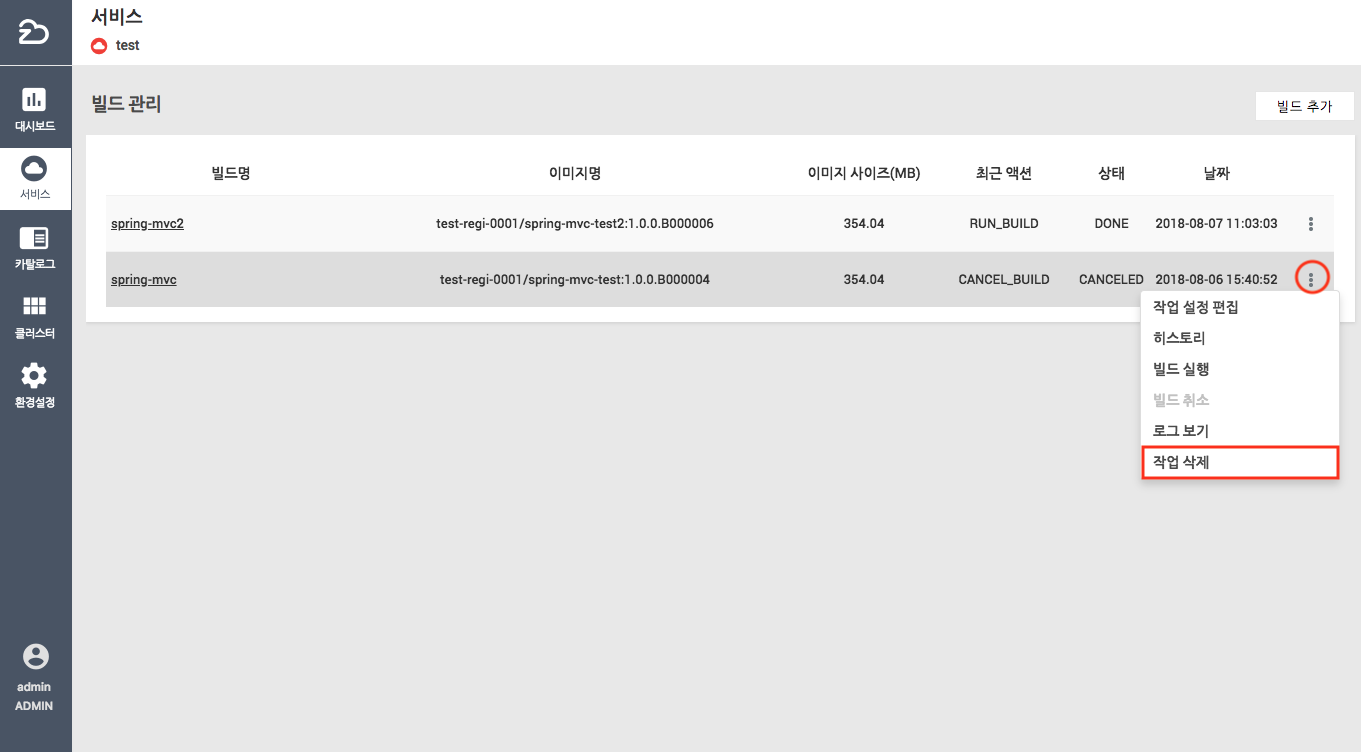 서비스
test
대시보드
서비스
카탈로그
클러스터
환경설정
admin
ADMIN
빌드 관리
빌드 추가
빌드명 이미지명 이미지 사이즈(MB) 최근 액션 상태 날짜
spring-mvc2 test-regi-0001/spring-mvc-test2:1.0.0.B000006 354.04 RUN_BUILD DONE 2018-08-07 11:03:03
spring-mvc test-regi-0001/spring-mvc-test:1.0.0.B000004 354.04 CANCEL_BUILD CANCELED 2018-08-06 15:40:52
작업 설정 편집
히스토리
빌드 실행
빌드 취소
로그 보기
작업 삭제